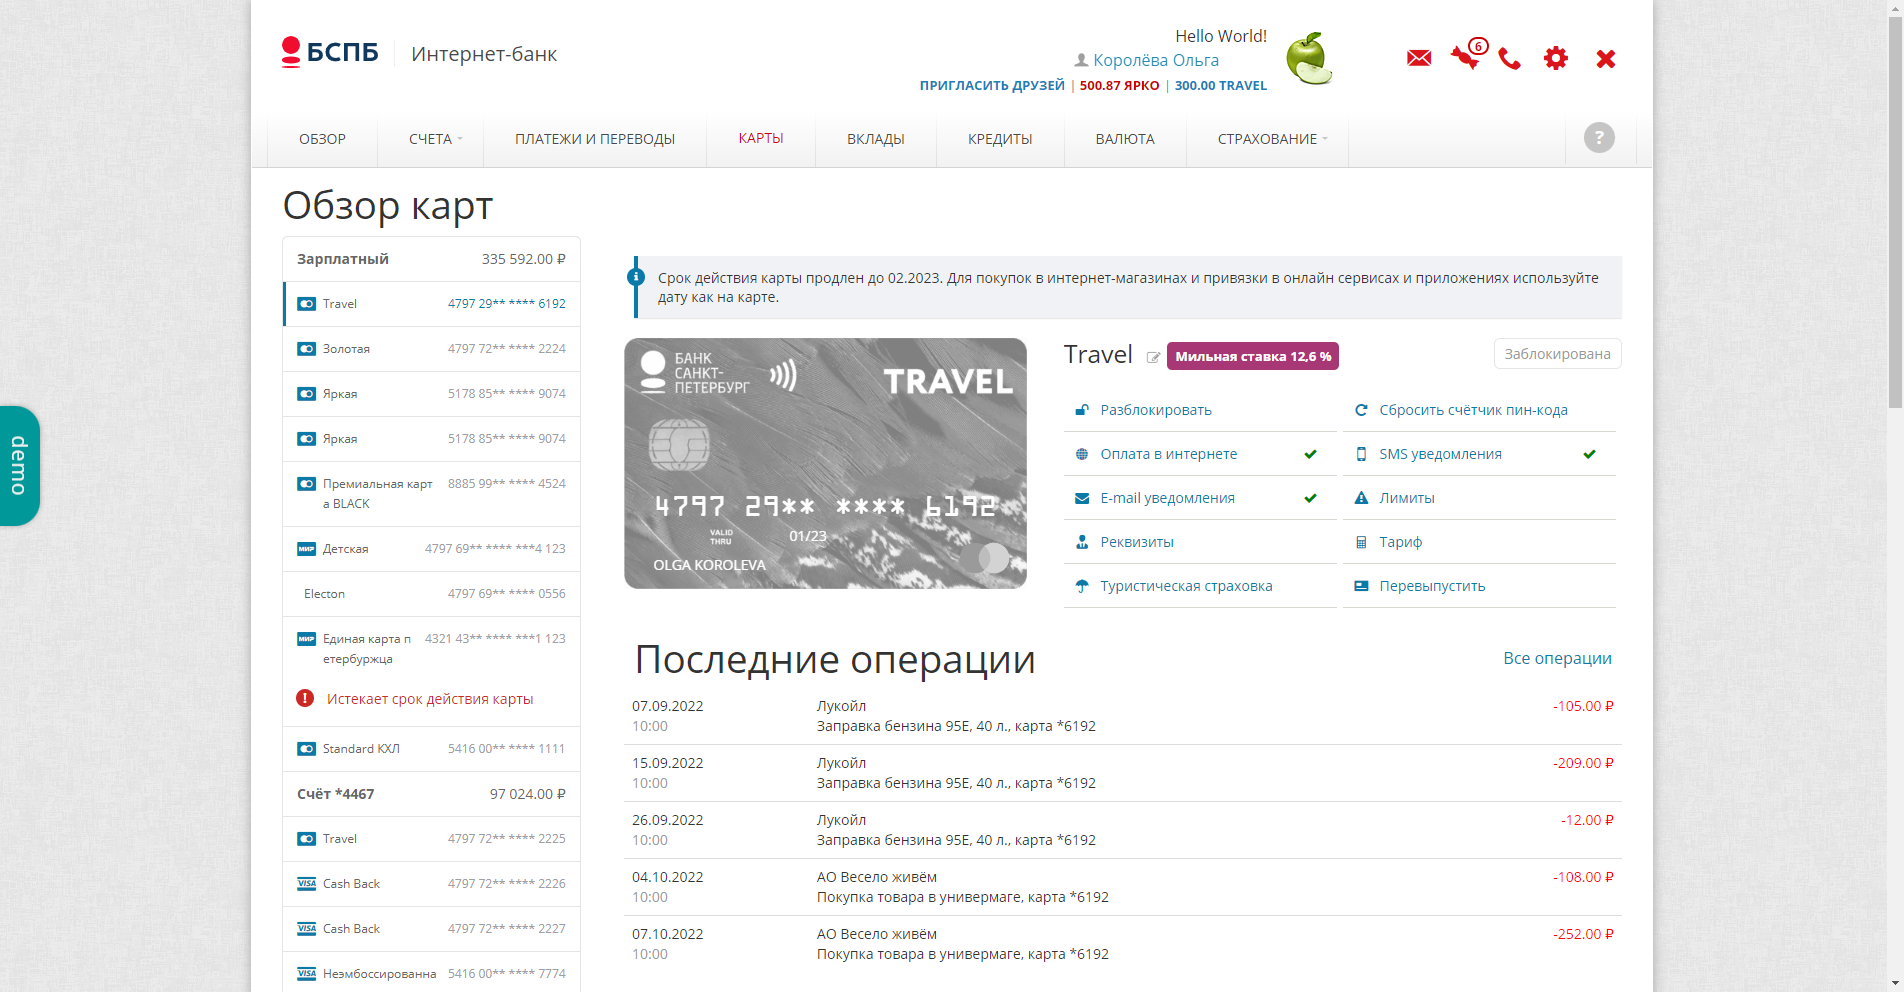 БСПБ
Интернет-банк
Hello World!
Королёва Ольга
ПРИГЛАСИТЬ ДРУЗЕЙ | 500.87 ЯРКО | 300.00 TRAVEL
6
ОБЗОР
СЧЕТА
ПЛАТЕЖИ И ПЕРЕВОДЫ
КАРТЫ
ВКЛАДЫ
КРЕДИТЫ
ВАЛЮТА
СТРАХОВАНИЕ
?
demo
Обзор карт
Зарплатный 335 592.00 ₽
Travel 4797 29** **** 6192
Золотая 4797 72** **** 2224
Яркая 5178 85** **** 9074
Яркая 5178 85** **** 9074
Премиальная карт 8885 99** **** 4524
а BLACK
МИР Детская 4797 69** **** ***4 123
Electon 4797 69** **** 0556
МИР Единая карта п 4321 43** **** ***1 123
етербуржца
Истекает срок действия карты
Standard КХЛ 5416 00** **** 1111
Счёт *4467 97 024.00 ₽
Travel 4797 72** **** 2225
VISA Cash Back 4797 72** **** 2226
VISA Cash Back 4797 72** **** 2227
VISA Неэмбоссированна 5416 00** **** 7774
Срок действия карты продлен до 02.2023. Для покупок в интернет-магазинах и привязки в онлайн сервисах и приложениях используйте
дату как на карте.
БАНК
САНКТ-
ПЕТЕРБУРГ
TRAVEL
4797 29** **** 6192
VALID
THRU
01/23
OLGA KOROLEVA
Travel
Мильная ставка 12,6 %
Заблокирована
Разблокировать
Сбросить счётчик пин-кода
Оплата в интернете
SMS уведомления
E-mail уведомления
Лимиты
Реквизиты
Тариф
Туристическая страховка
Перевыпустить
Последние операции
Все операции
07.09.2022 Лукойл -105.00 ₽
10:00 Заправка бензина 95Е, 40 л., карта *6192
15.09.2022 Лукойл -209.00 ₽
10:00 Заправка бензина 95Е, 40 л., карта *6192
26.09.2022 Лукойл -12.00 ₽
10:00 Заправка бензина 95Е, 40 л., карта *6192
04.10.2022 АО Весело живём -108.00 ₽
10:00 Покупка товара в универмаге, карта *6192
07.10.2022 АО Весело живём -252.00 ₽
10:00 Покупка товара в универмаге, карта *6192